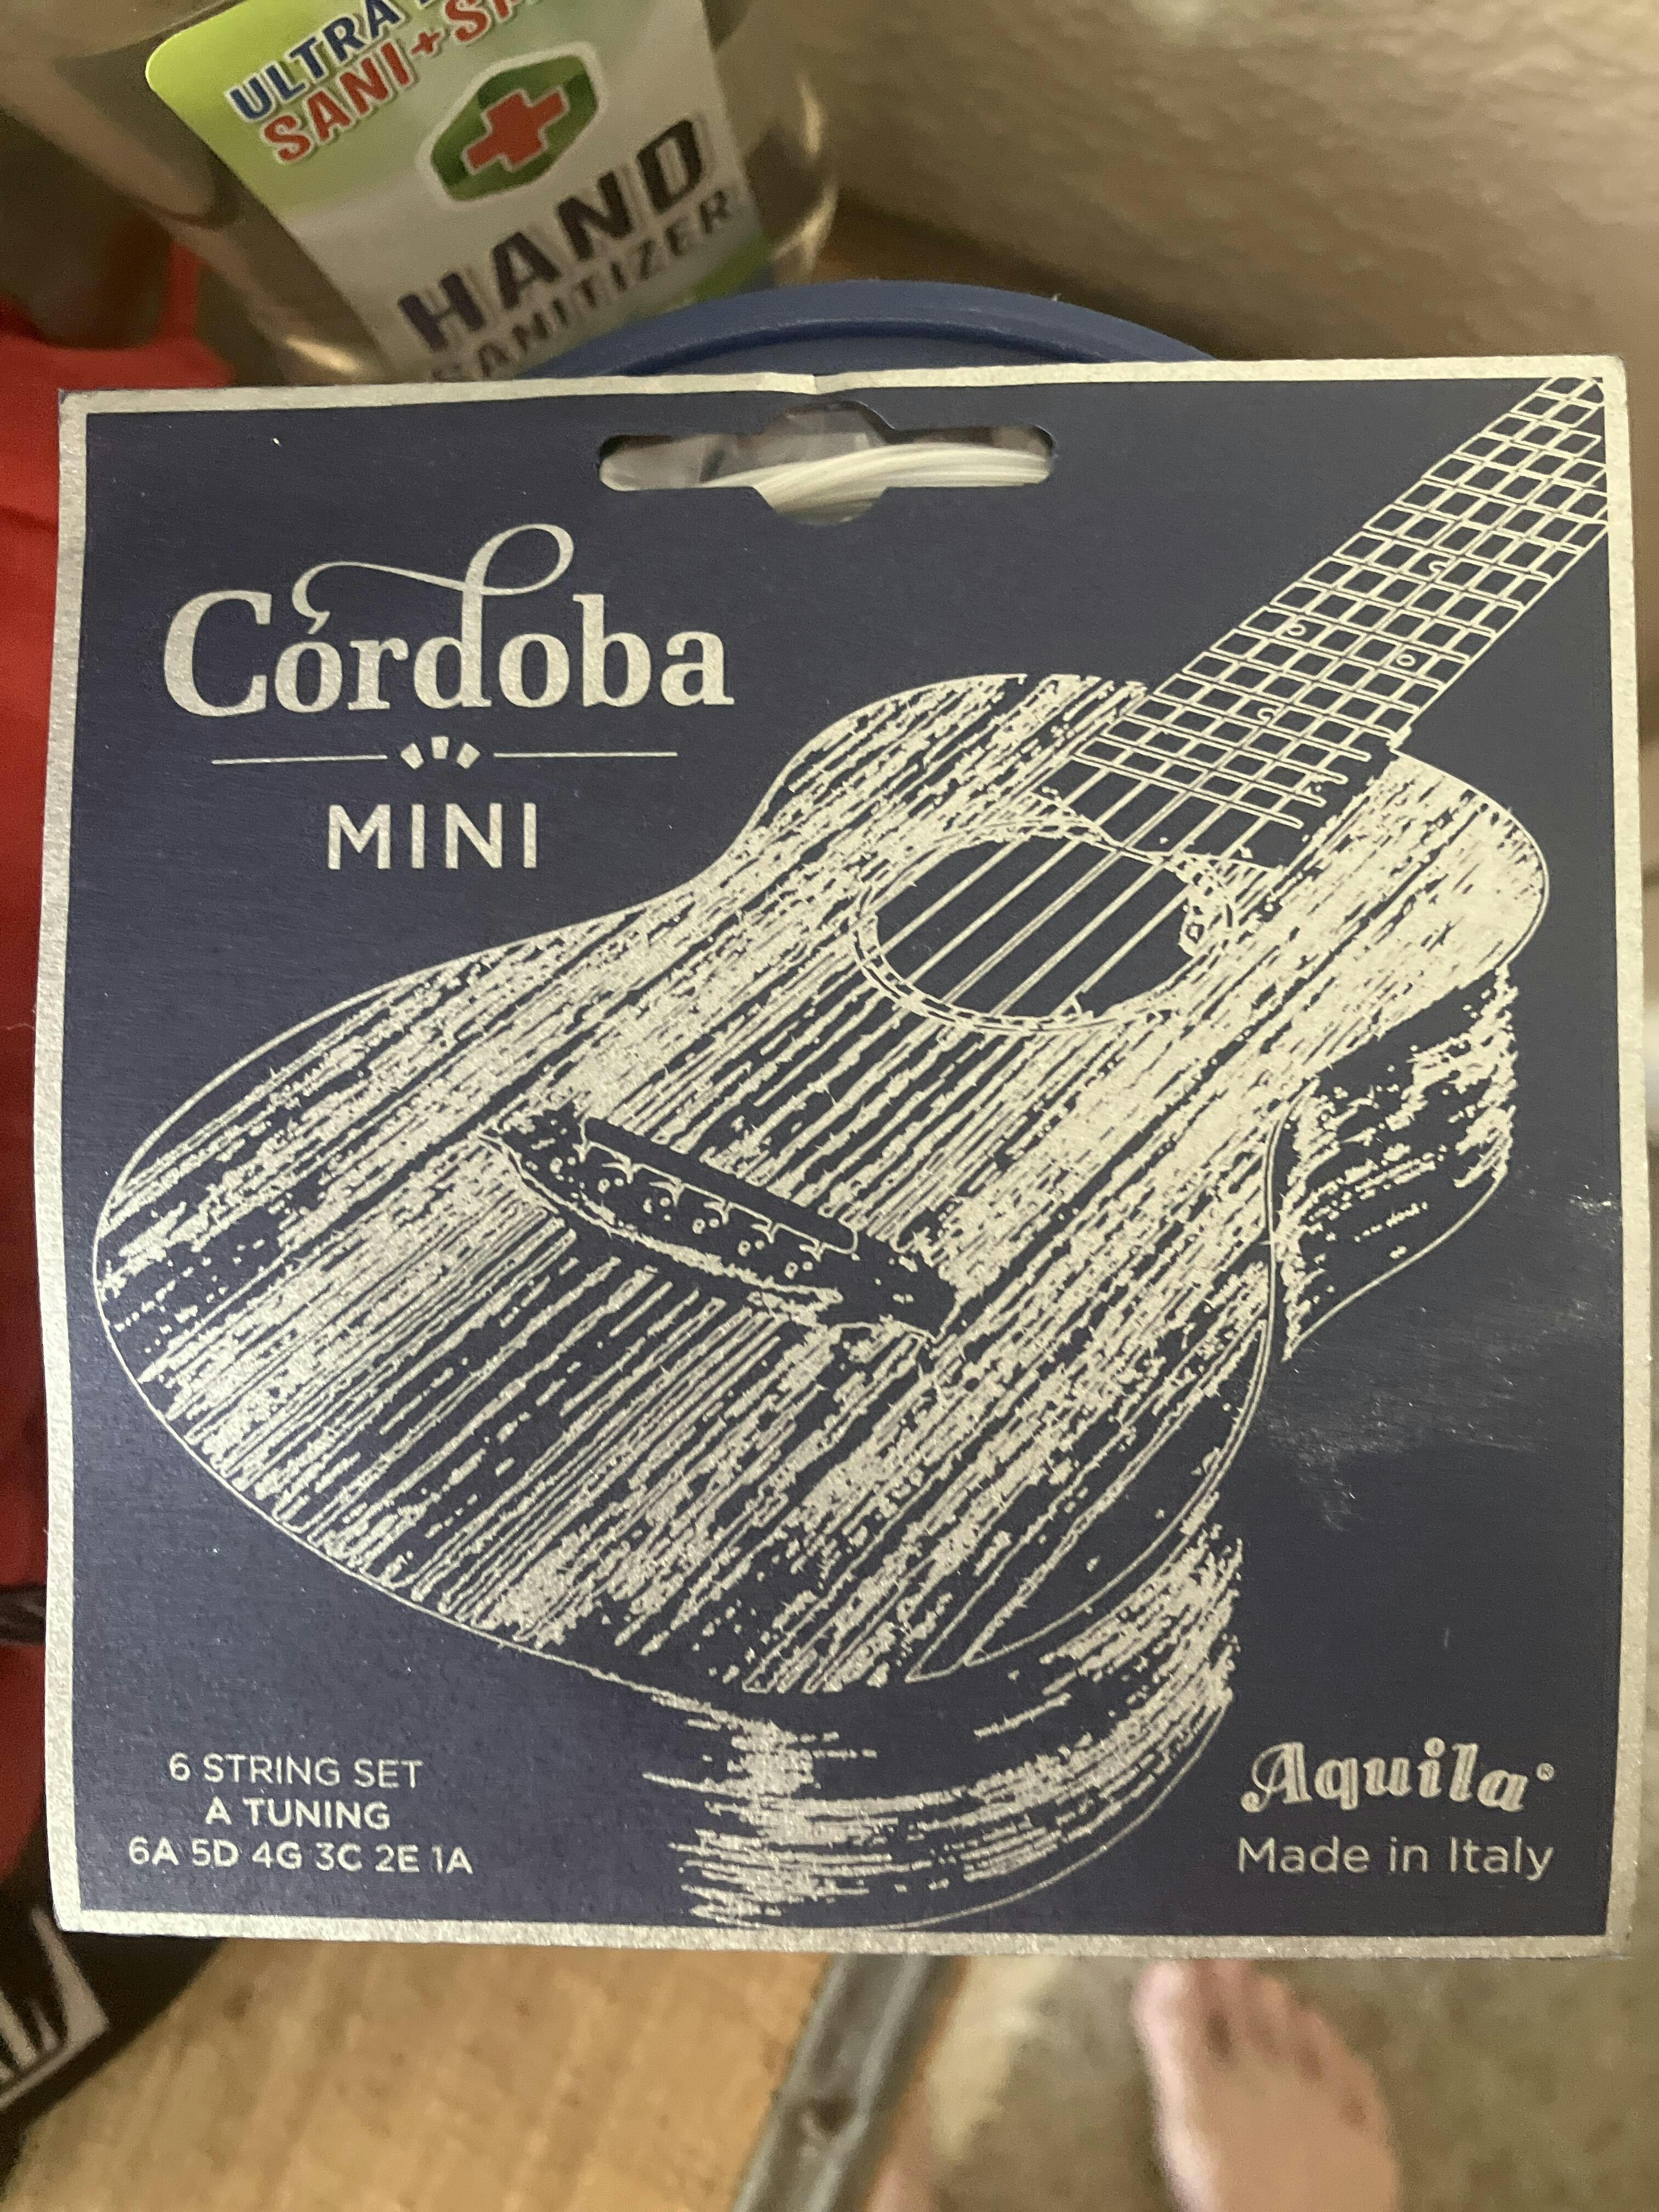 ULTRA
SANI+
HAND
SANITIZER
Córdoba
MINI
6 STRING SET
A TUNING
6A 5D 4G 3C 2E 1A
Aquila®
Made in Italy